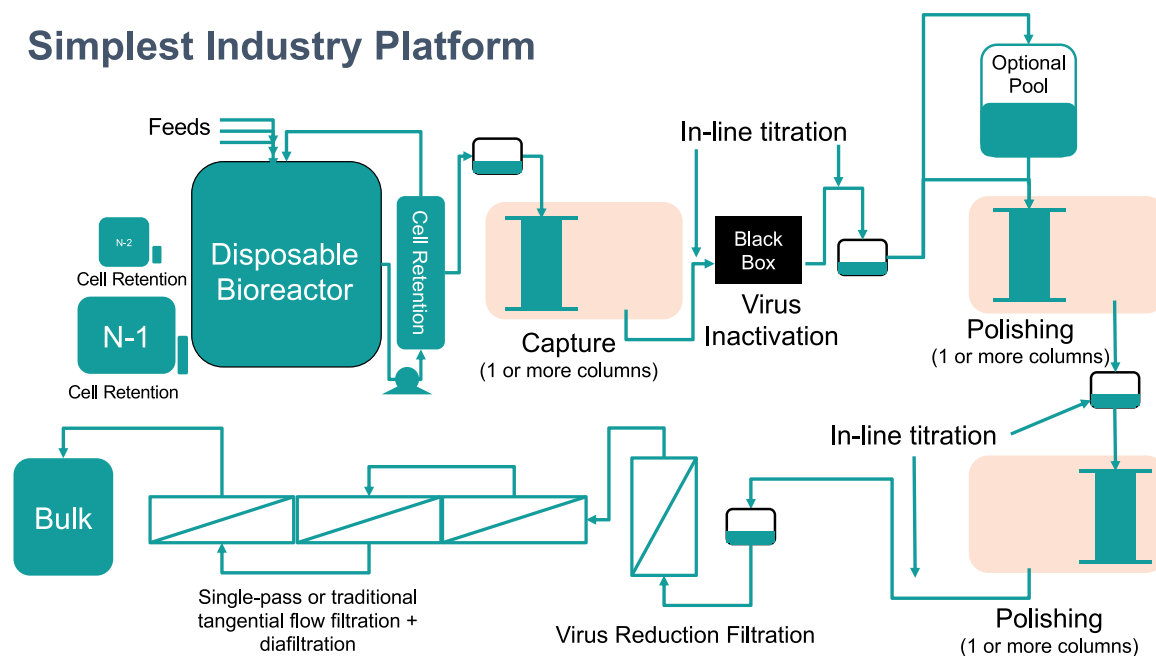 Simplest Industry Platform
Feeds
N-2
Cell Retention
N-1
Cell Retention
Disposable
Bioreactor
Cell Retention
Capture
(1 or more columns)
In-line titration
Black
Box
Virus
Inactivation
Optional
Pool
Polishing
(1 or more columns)
In-line titration
Polishing
(1 or more columns)
Virus Reduction Filtration
Single-pass or traditional
tangential flow filtration +
diafiltration
Bulk